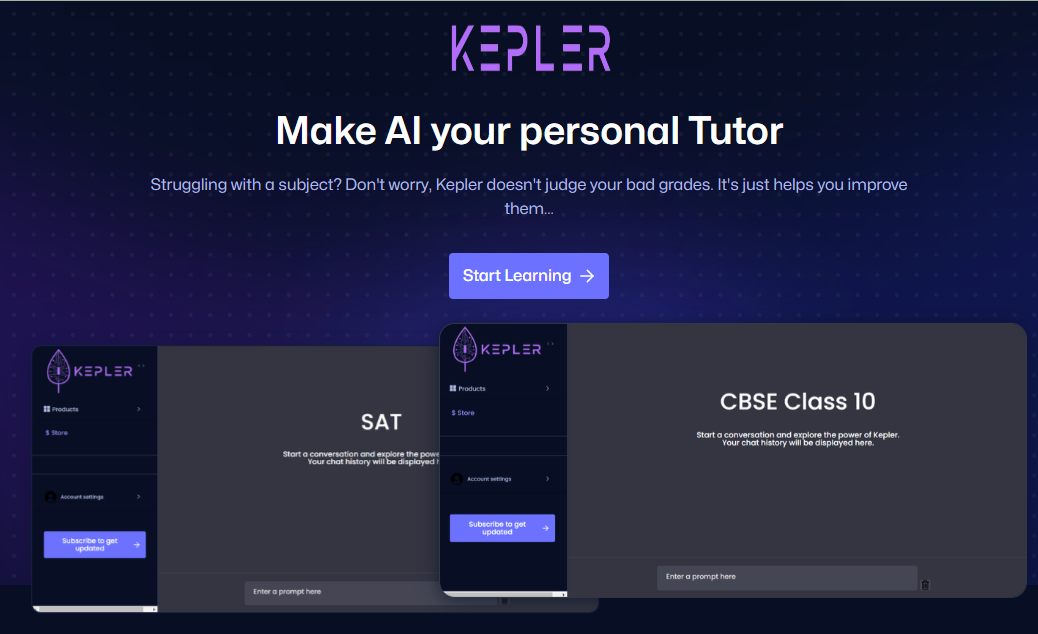 KEPLER
Make AI your personal Tutor
Struggling with a subject? Don't worry, Kepler doesn't judge your bad grades. It's just helps you improve
them...
Start Learning
KEPLER
Products
$ Store
Account settings
Subscribe to get
updated
SAT
Start a conversation and explore the powe
Your chat history will be displayed
Enter a prompt here
KEPLER
Products
$ Store
Account settings
Subscribe to get
updated
CBSE Class 10
Start a conversation and explore the power of Kepler.
Your chat history will be displayed here.
Enter a prompt here